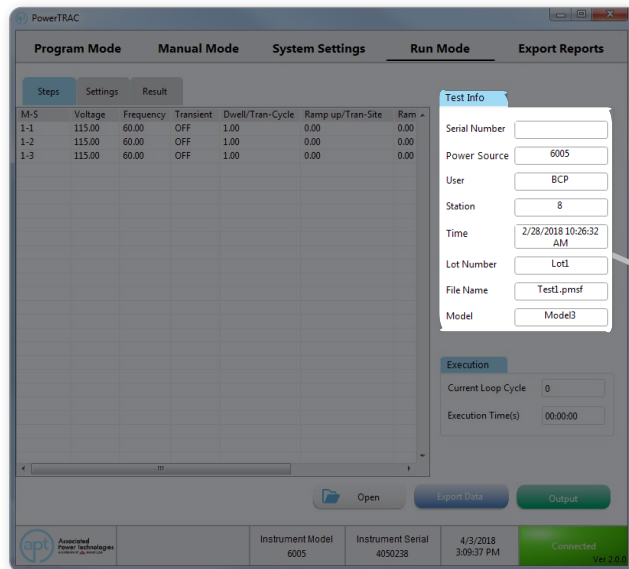 PowerTRAC
Program Mode Manual Mode System Settings Run Mode Export Reports
Steps Settings Result
M-S Voltage Frequency Transient Dwell/Tran-Cycle Ramp up/Tran-Site Ram
1-1 115.00 60.00 OFF 1.00 0.00 0.00
1-2 115.00 60.00 OFF 1.00 0.00 0.00
1-3 115.00 60.00 OFF 1.00 0.00 0.00
Test Info
Serial Number
Power Source 6005
User BCP
Station 8
Time 2/28/2018 10:26:32
AM
Lot Number Lot1
File Name Test1.pmsf
Model Model3
Execution
Current Loop Cycle 0
Execution Time(s) 00:00:00
Open Export Data Output
apt Associated
Power Technologies
Instrument Model
6005
Instrument Serial
4050238
4/3/2018
3:09:37 PM
Connected
Ver 2.0.0